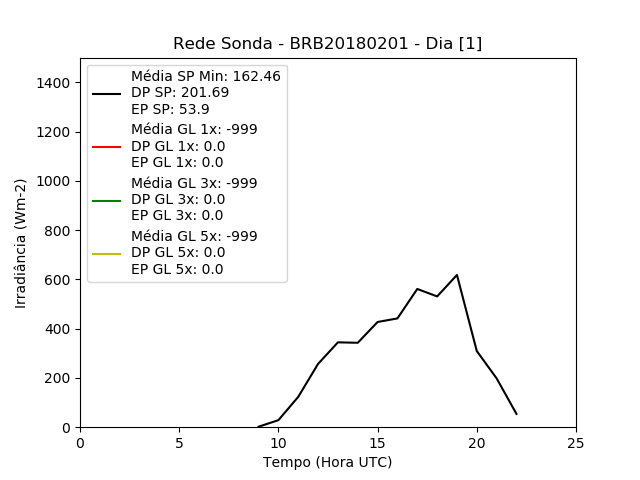 Rede Sonda - BRB20180201 - Dia [1]
Média SP Min: 162.46
DP SP: 201.69
EP SP: 53.9
Média GL 1x: -999
DP GL 1x: 0.0
EP GL 1x: 0.0
Média GL 3x: -999
DP GL 3x: 0.0
EP GL 3x: 0.0
Média GL 5x: -999
DP GL 5x: 0.0
EP GL 5x: 0.0
Irradiância (Wm-2)
1400
1200
1000
800
600
400
200
0
0 5 10 15 20 25
Tempo (Hora UTC)